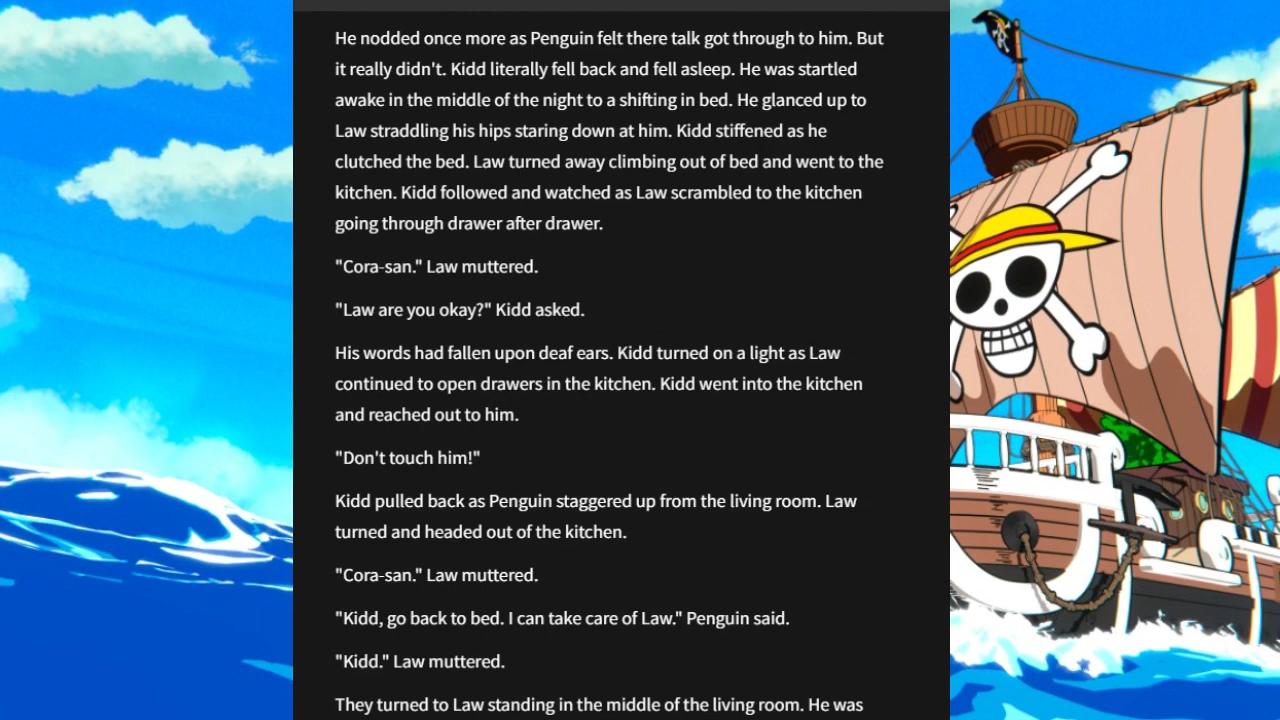 He nodded once more as Penguin felt there talk got through to him. But
it really didn't. Kidd literally fell back and fell asleep. He was startled
awake in the middle of the night to a shifting in bed. He glanced up to
Law straddling his hips staring down at him. Kidd stiffened as he
clutched the bed. Law turned away climbing out of bed and went to the
kitchen. Kidd followed and watched as Law scrambled to the kitchen
going through drawer after drawer.
"Cora-san." Law muttered.
"Law are you okay?" Kidd asked.
His words had fallen upon deaf ears. Kidd turned on a light as Law
continued to open drawers in the kitchen. Kidd went into the kitchen
and reached out to him.
"Don't touch him!"
Kidd pulled back as Penguin staggered up from the living room. Law
turned and headed out of the kitchen.
"Cora-san." Law muttered.
"Kidd, go back to bed. I can take care of Law." Penguin said.
"Kidd." Law muttered.
They turned to Law standing in the middle of the living room. He was